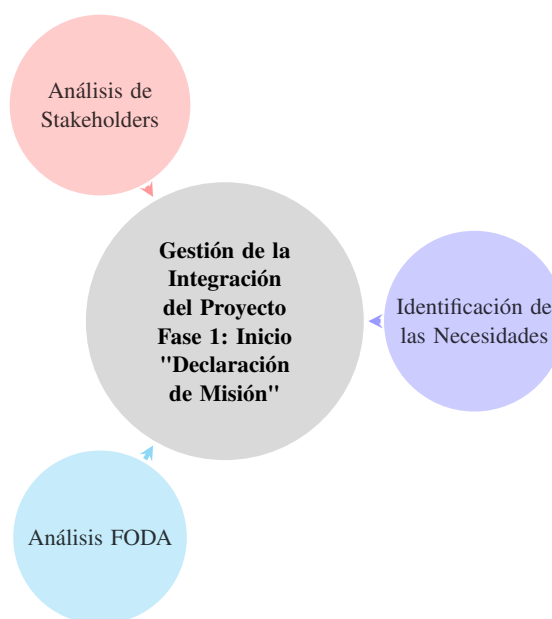 Análisis de
Stakeholders
Gestión de la
Integración
del Proyecto
Fase 1: Inicio
"Declaración
de Misión"
Identificación de
las Necesidades
Análisis FODA